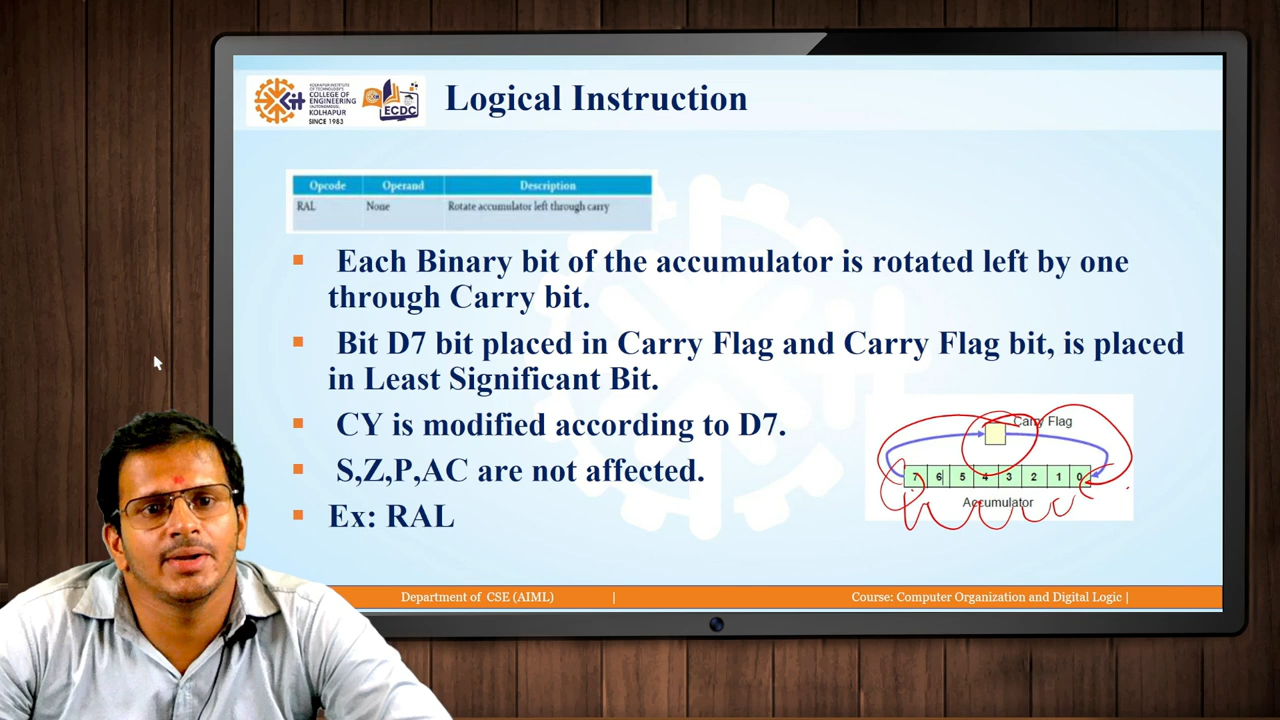 KOLHAPUR INSTITUTE
OF TECHNOLOGY'S
COLLEGE OF
ENGINEERING
(AUTONOMOUS)
KOLHAPUR
SINCE 1983
Kit
ECDC
Logical Instruction
Opcode Operand Description
RAL None Rotate accumulator left through carry
Each Binary bit of the accumulator is rotated left by one
through Carry bit.
Bit D7 bit placed in Carry Flag and Carry Flag bit, is placed
in Least Significant Bit.
CY is modified according to D7.
S,Z,P,AC are not affected.
Ex: RAL
Carry Flag
7 6 5 4 3 2 1 0
Accumulator
Department of CSE (AIML) | Course: Computer Organization and Digital Logic |